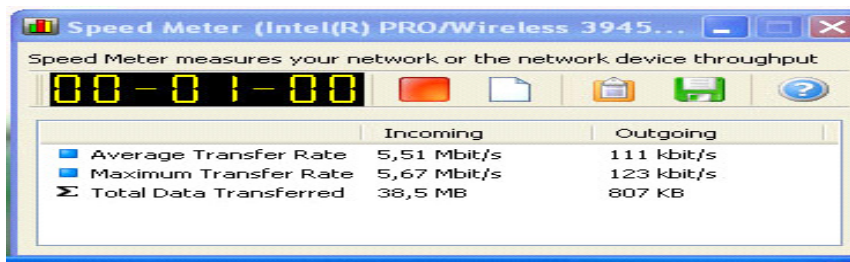 Speed Meter (Intel(R) PRO/Wireless 3945...
Speed Meter measures your network or the network device throughput
00-01-00
Incoming Outgoing
Average Transfer Rate 5,51 Mbit/s 111 kbit/s
Maximum Transfer Rate 5,67 Mbit/s 123 kbit/s
Σ Total Data Transferred 38,5 MB 807 KB